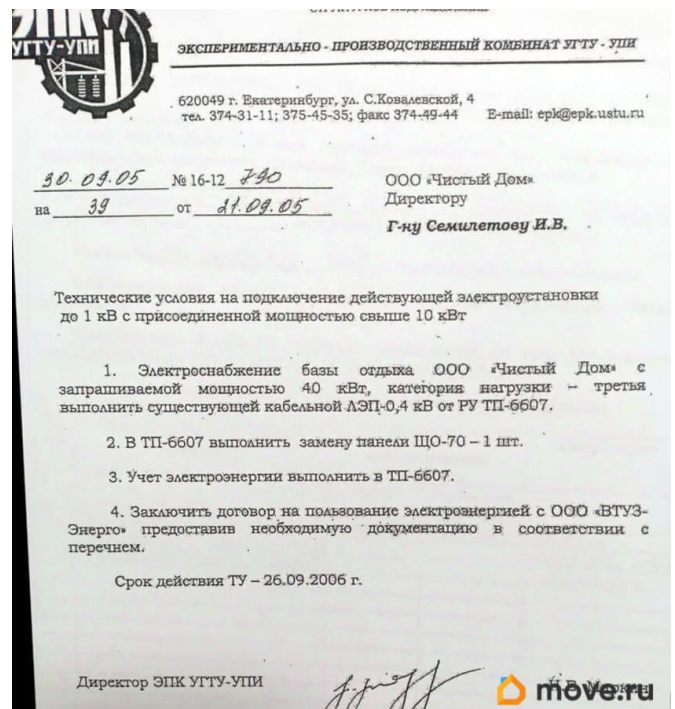 ЭПК
УГТУ-УПИ
ЭКСПЕРИМЕНТАЛЬНО - ПРОИЗВОДСТВЕННЫЙ КОМБИНАТ УГТУ - УПИ
620049 г. Екатеринбург, ул. С.Ковалевской, 4
тел. 374-31-11; 375-45-35; факс 374-49-44 E-mail: epk@epk.ustu.ru
30.09.05 № 16-12 790
на 39 от 21.09.05
ООО «Чистый Дом»
Директору
Г-ну Семилетову И.В.
Технические условия на подключение действующей электроустановки
до 1 кВ с присоединенной мощностью свыше 10 кВт
1. Электроснабжение базы отдыха ООО «Чистый Дом» с
запрашиваемой мощностью 40 кВт, категория нагрузки – третья
выполнить существующей кабельной ЛЭП-0,4 кВ от РУ ТП-6607.
2. В ТП-6607 выполнить замену панели ЩО-70 – 1 шт.
3. Учет электроэнергии выполнить в ТП-6607.
4. Заключить договор на пользование электроэнергией с ООО «ВТУЗ-
Энерго» предоставив необходимую документацию в соответствии с
перечнем.
Срок действия ТУ – 26.09.2006 г.
Директор ЭПК УГТУ-УПИ
move.ru